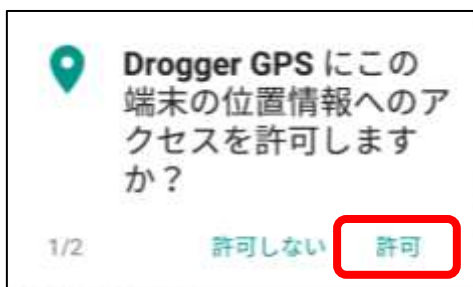 Drogger GPS にこの
端末の位置情報へのア
クセスを許可します
か？
1/2 許可しない 許可